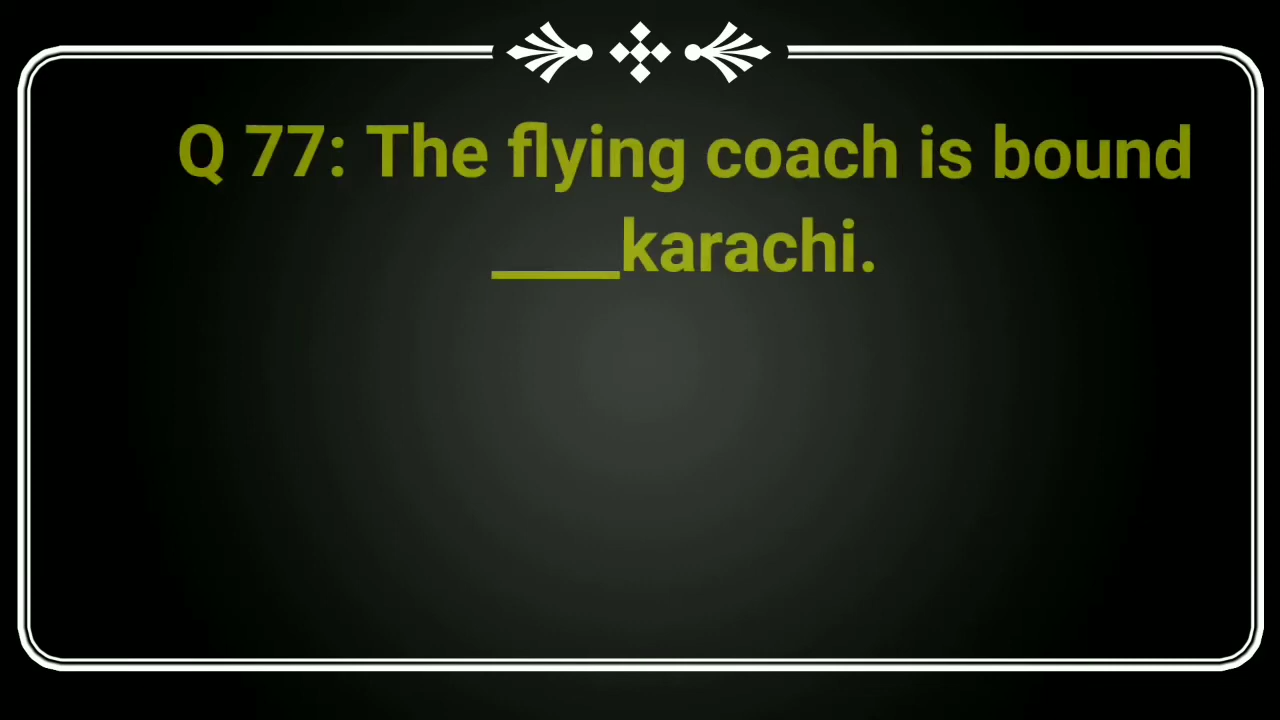 Q 77: The flying coach is bound
____karachi.